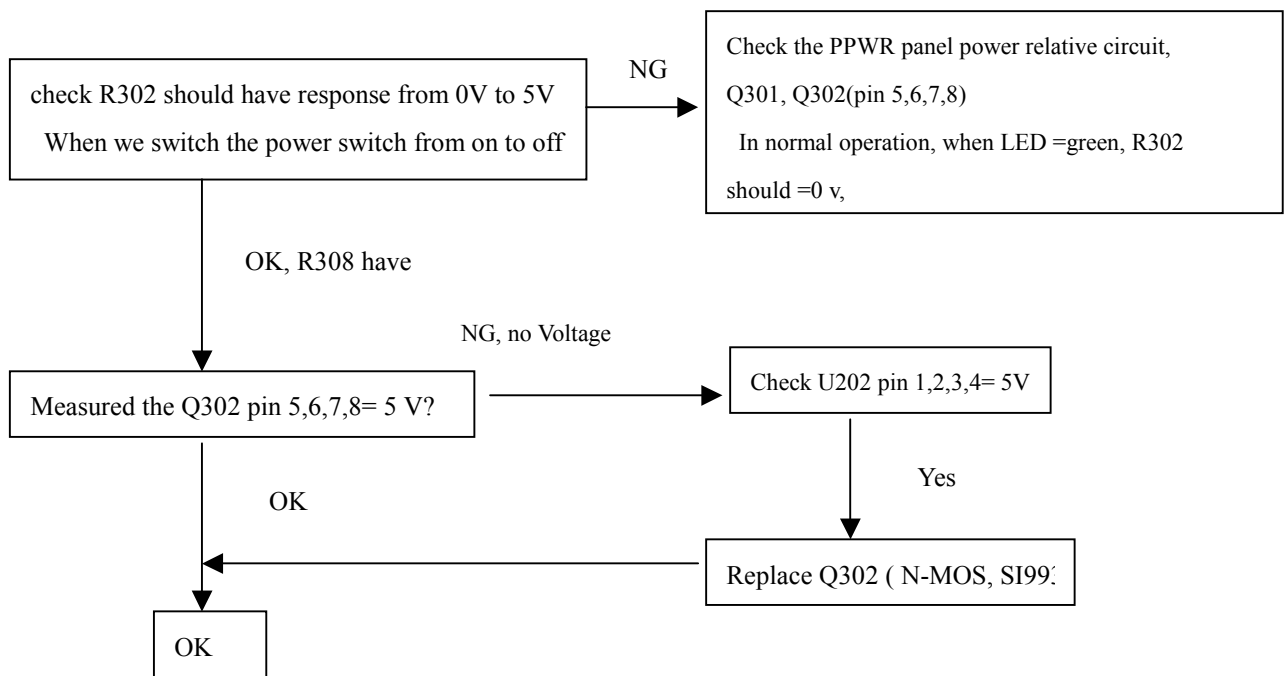 NG
Check the PPWR panel power relative circuit,
Q301, Q302(pin 5,6,7,8)
In normal operation, when LED =green, R302
should =0 v,
check R302 should have response from 0V to 5V
When we switch the power switch from on to off
OK, R308 have
NG, no Voltage
Measured the Q302 pin 5,6,7,8= 5 V?
Check U202 pin 1,2,3,4= 5V
Yes
OK
Replace Q302 ( N-MOS,
OK